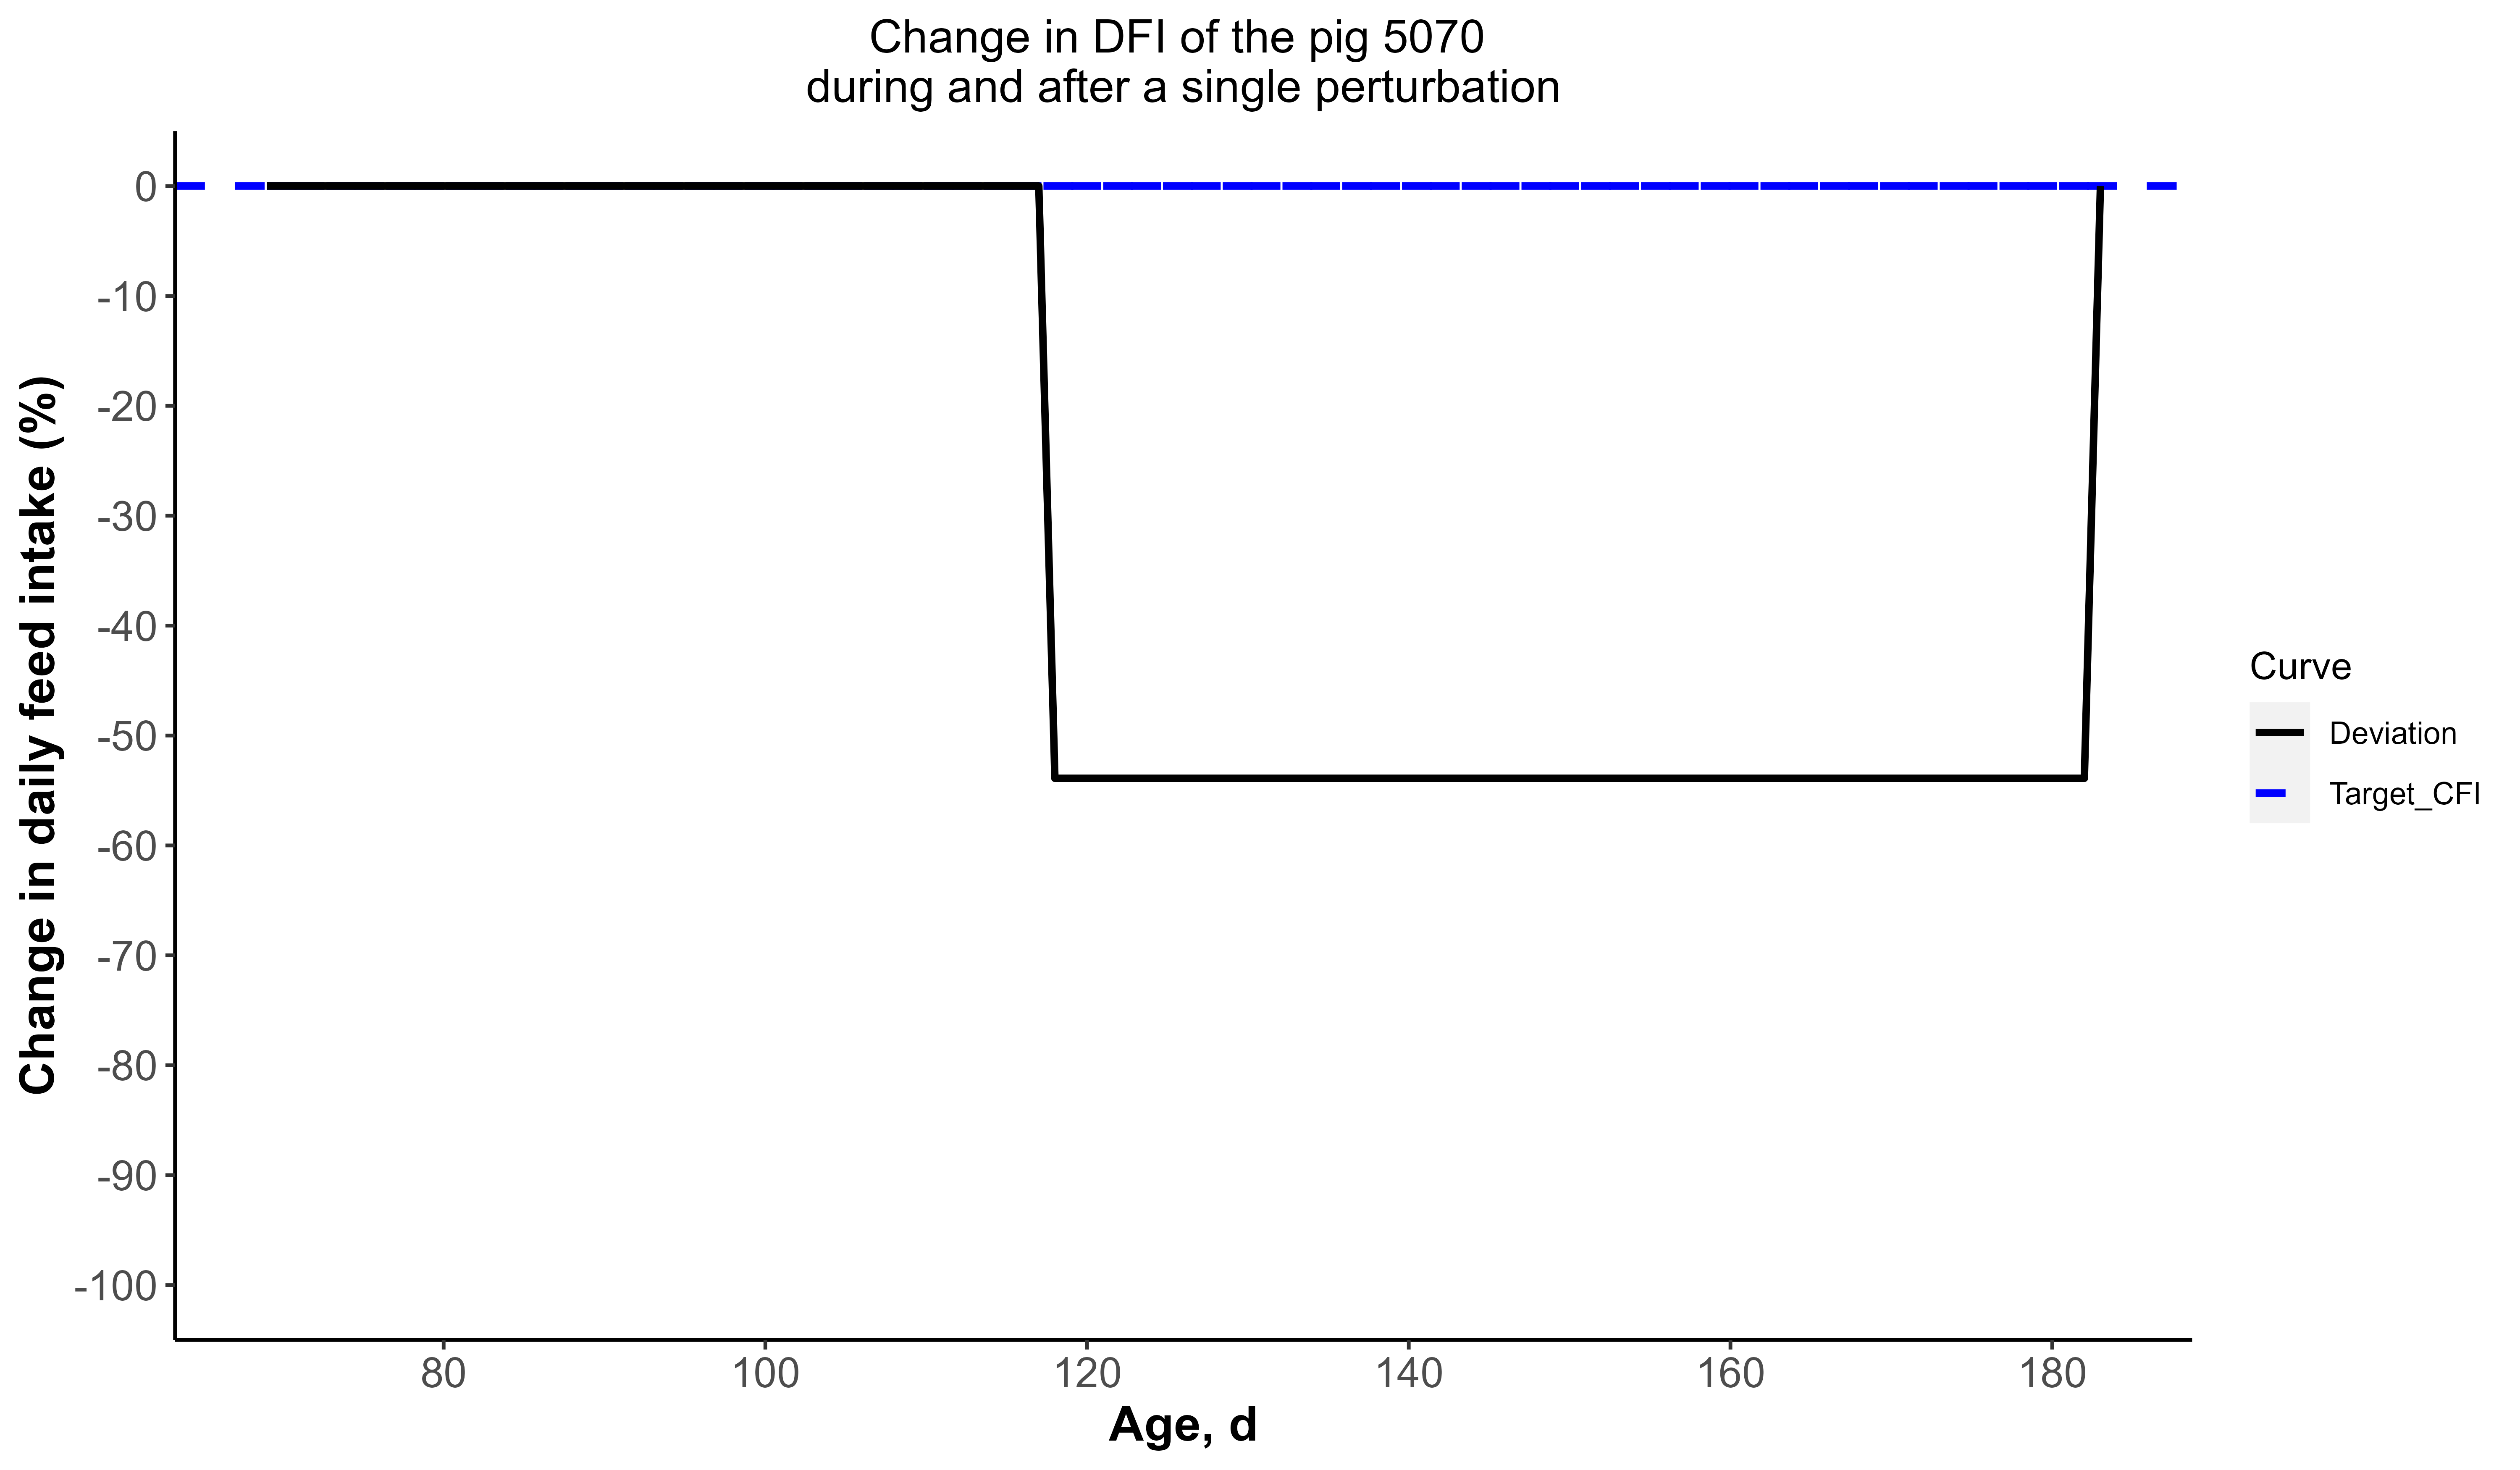 Change in DFI of the pig 5070
during and after a single perturbation
Change in daily feed intake (%)
0
-10
-20
-30
-40
-50
-60
-70
-80
-90
-100
80
100
120
140
160
180
Age, d
Curve
Deviation
Target_CFI